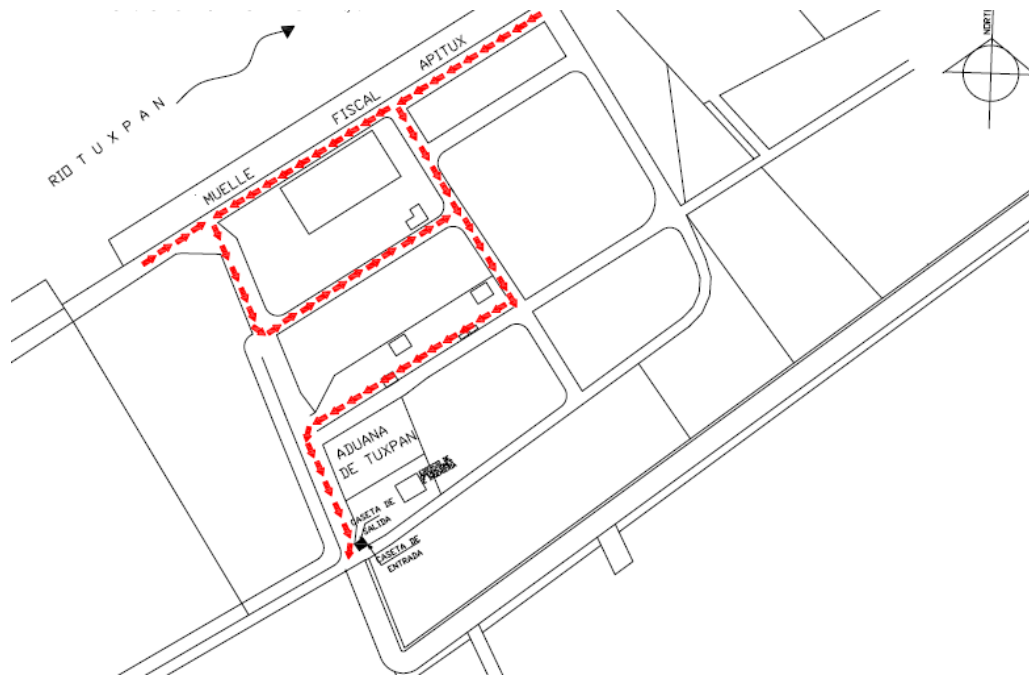 RIO TUXPAN
MUELLE FISCAL APITUX
NORTE
ADUANA
DE TUXPAN
CASETA DE
SALIDA
CASETA DE
ENTRADA